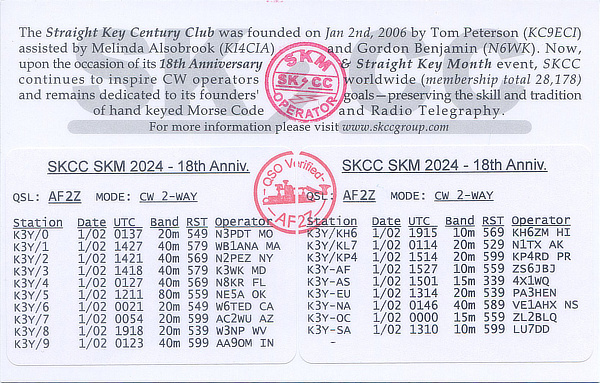 The Straight Key Century Club was founded on Jan 2nd, 2006 by Tom Peterson (KC9ECI)
assisted by Melinda Alsobrook (KI4CIA) and Gordon Benjamin (N6WK). Now,
upon the occasion of its 18th Anniversary & Straight Key Month event, SKCC
continues to inspire CW operators worldwide (membership total 28,178)
and remains dedicated to its founders' goals—preserving the skill and tradition
of hand keyed Morse Code and Radio Telegraphy.
For more information please visit www.skccgroup.com
SKCC
SKM
SK CC
OPERATOR
SKCC SKM 2024 - 18th Anniv.
QSL: AF2Z MODE: CW 2-WAY
Station Date UTC Band RST Operator
K3Y/0 1/02 0137 20m 549 N3PDT MO
K3Y/1 1/02 1427 40m 579 WB1ANA MA
K3Y/2 1/02 1421 40m 569 N2PEZ NY
K3Y/3 1/02 1418 40m 579 K3WK MD
K3Y/4 1/02 1417 40m 569 N8KR FL
K3Y/5 1/02 1211 80m 559 NE5A OK
K3Y/6 1/02 0021 20m 549 W6TED CA
K3Y/7 1/02 0054 20m 599 AC2WU AZ
K3Y/8 1/02 1918 20m 539 W3NP WV
K3Y/9 1/02 0123 40m 599 AA9OM IN
QSO Verified
AF2Z
SKCC SKM 2024 - 18th Anniv.
QSL: AF2Z MODE: CW 2-WAY
Station Date UTC Band RST Operator
K3Y/KH6 1/02 1915 10m 569 KH6ZM HI
K3Y/KL7 1/02 0114 20m 529 N1TX AK
K3Y/KP4 1/02 1514 20m 599 KP4RD PR
K3Y-AF 1/02 1527 10m 559 ZS6JBJ
K3Y-AS 1/02 1501 15m 339 4X1WQ
K3Y-EU 1/02 1314 20m 539 PA3HEN
K3Y-NA 1/02 0146 40m 589 VE1AHX NS
K3Y-OC 1/02 0000 15m 559 ZL2BLQ
K3Y-SA 1/02 1310 10m 599 LU7DD
-